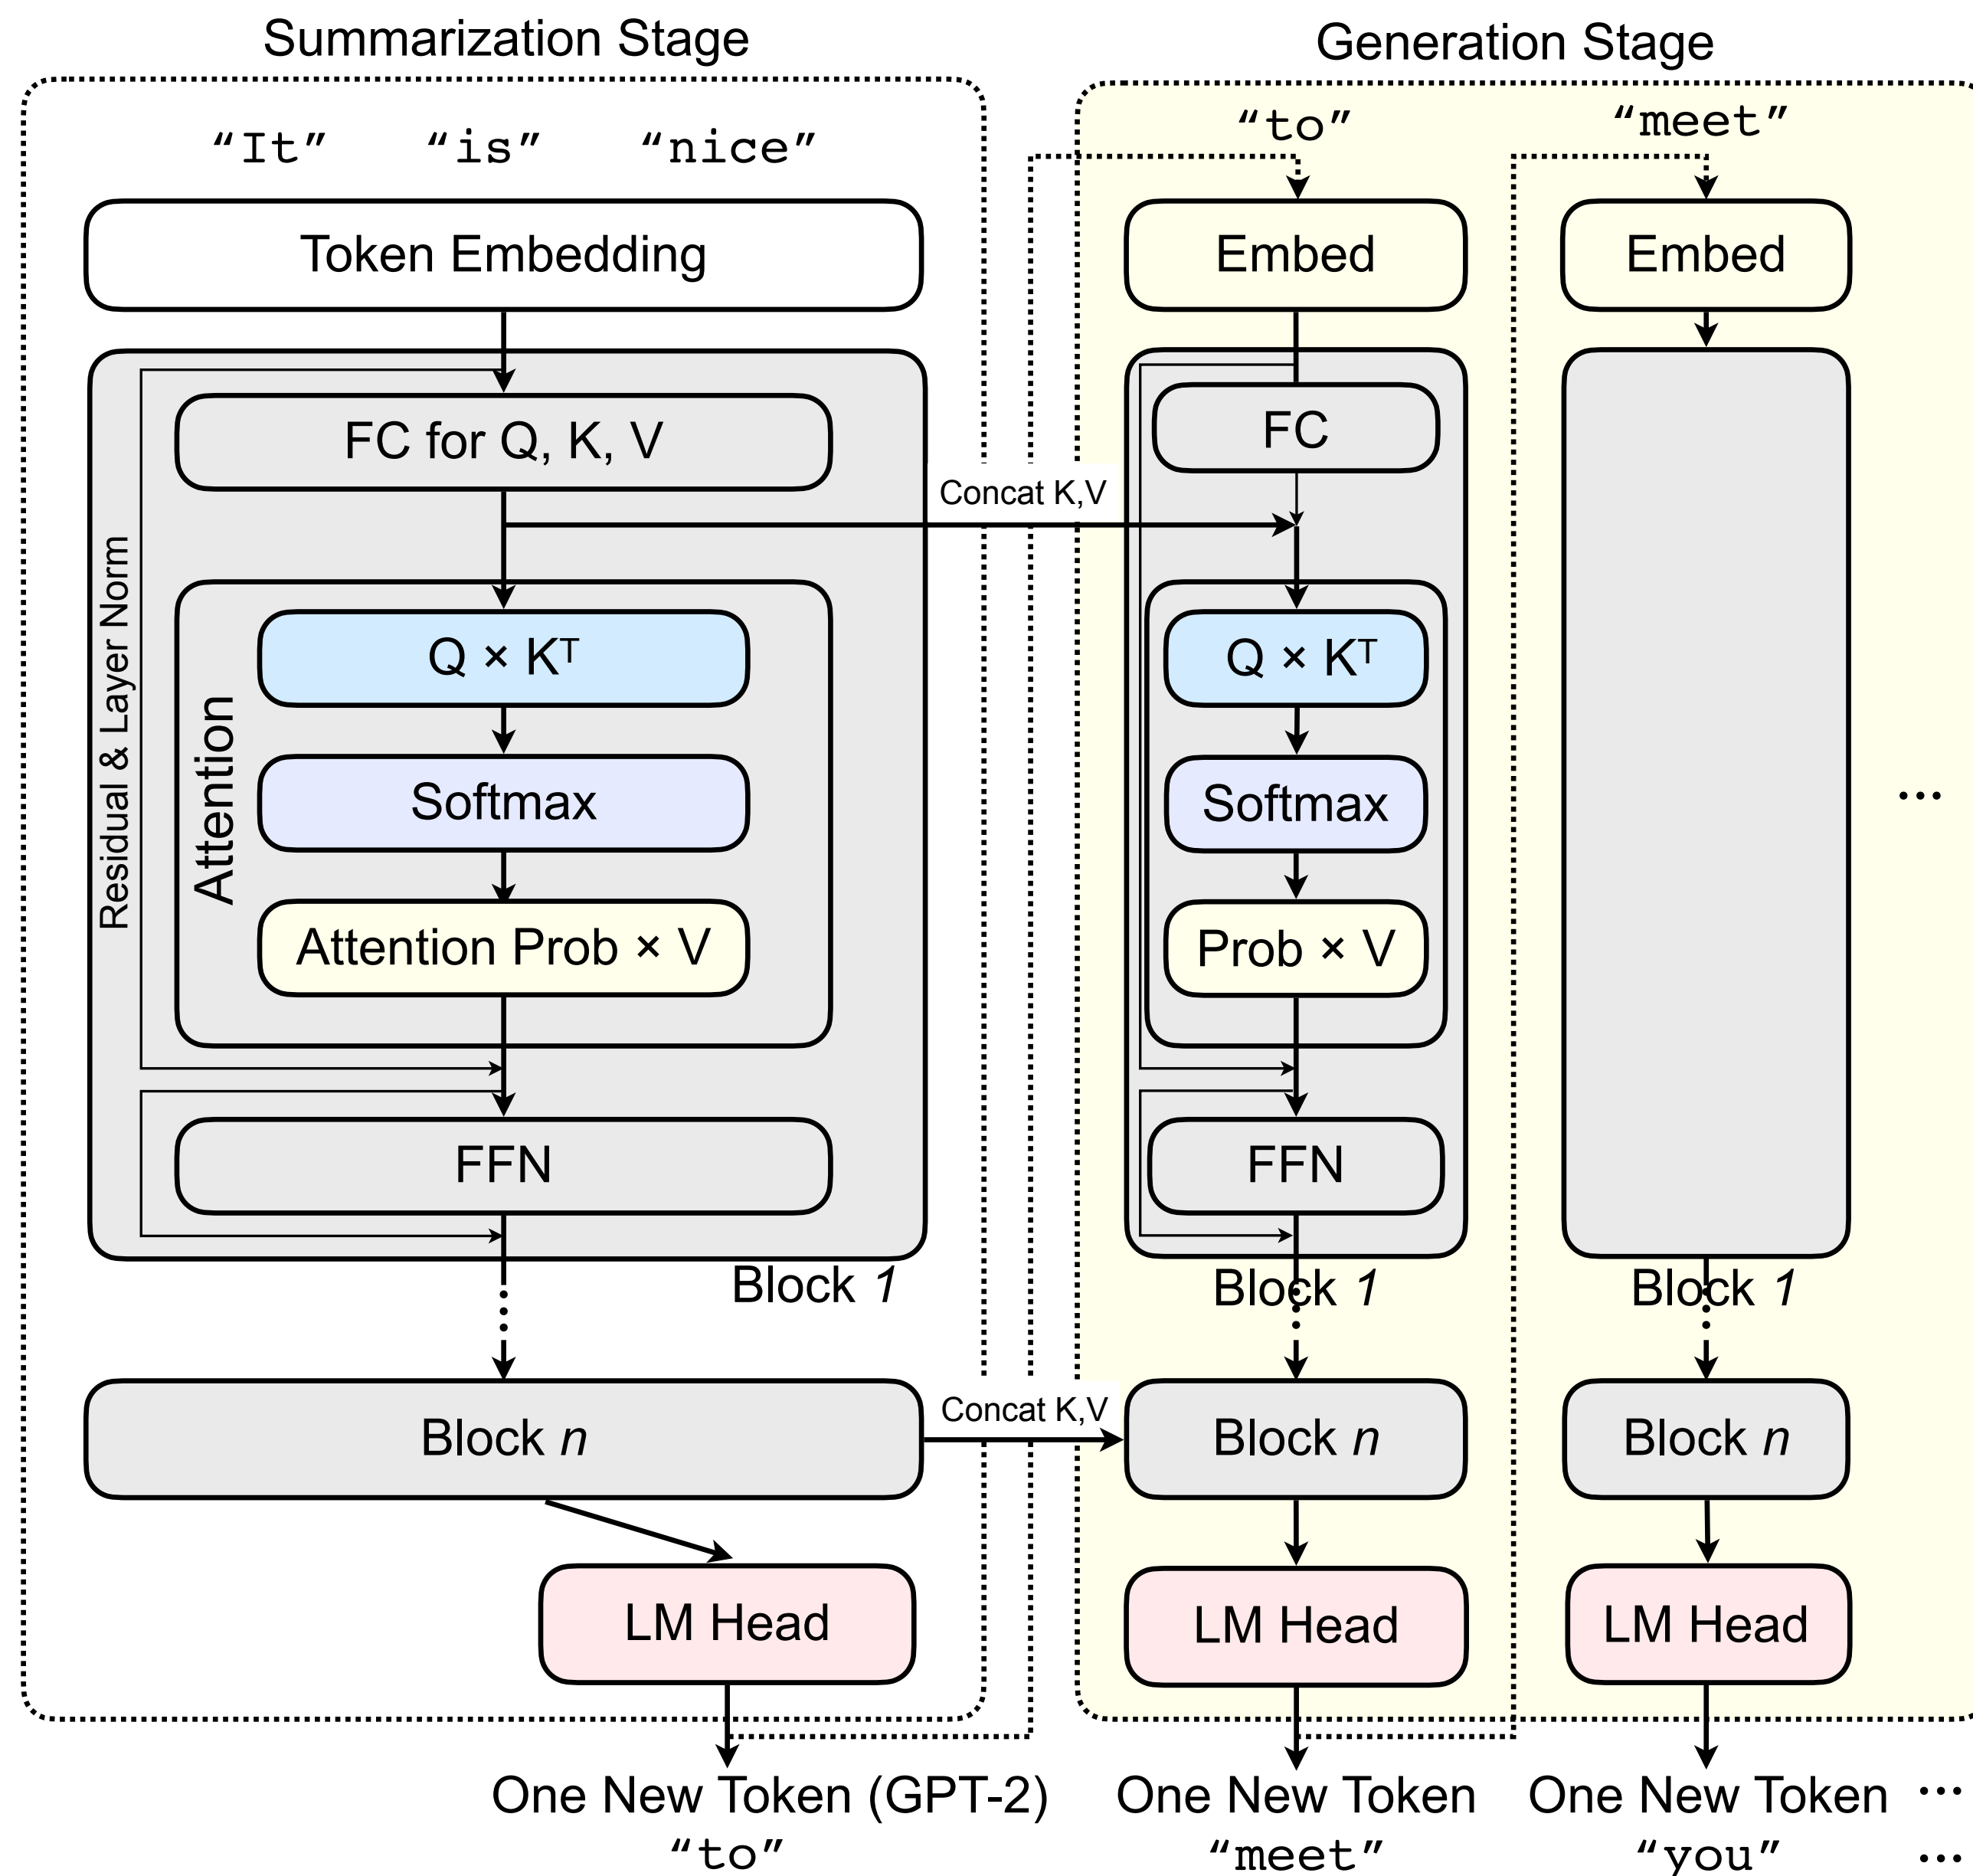 Summarization Stage
“It” “is” “nice”
Token Embedding
FC for Q, K, V
Concat K,V
Residual & Layer Norm
Attention
Q × Kᵀ
Softmax
Attention Prob × V
FFN
Block 1
Block n
Concat K,V
LM Head
One New Token (GPT-2)
“to”
Generation Stage
“to”
Embed
FC
Q × Kᵀ
Softmax
Prob × V
FFN
Block 1
Block n
LM Head
One New Token
“meet”
“meet”
Embed
...
Block 1
Block n
LM Head
One New Token ...
“you” ...